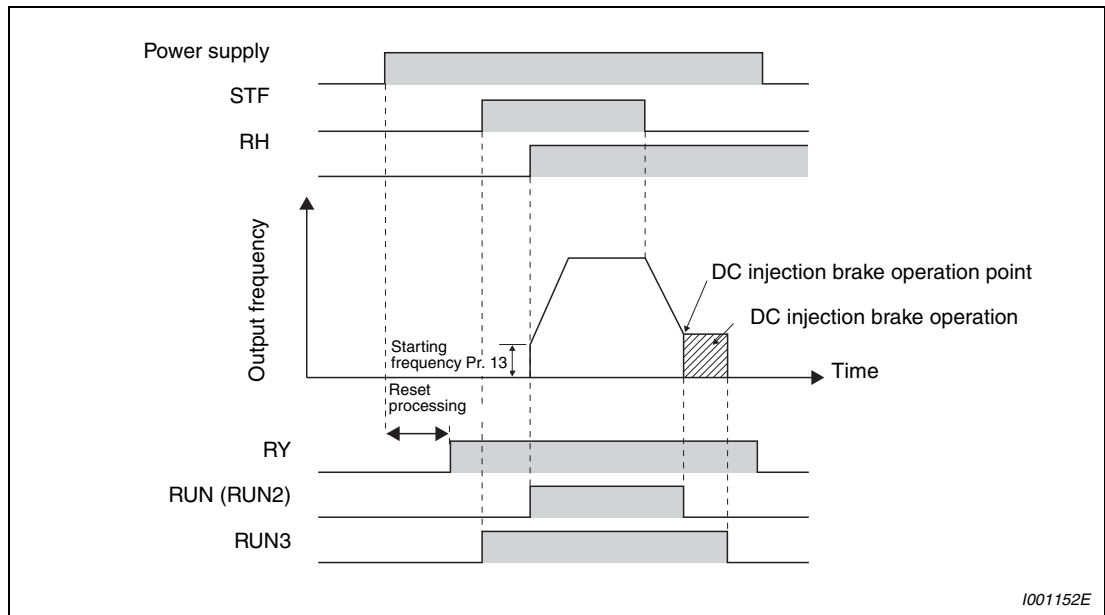 Power supply
STF
RH
Output frequency
DC injection brake operation point
DC injection brake operation
Starting
frequency Pr. 13
Time
Reset
processing
RY
RUN (RUN2)
RUN3
I001152E